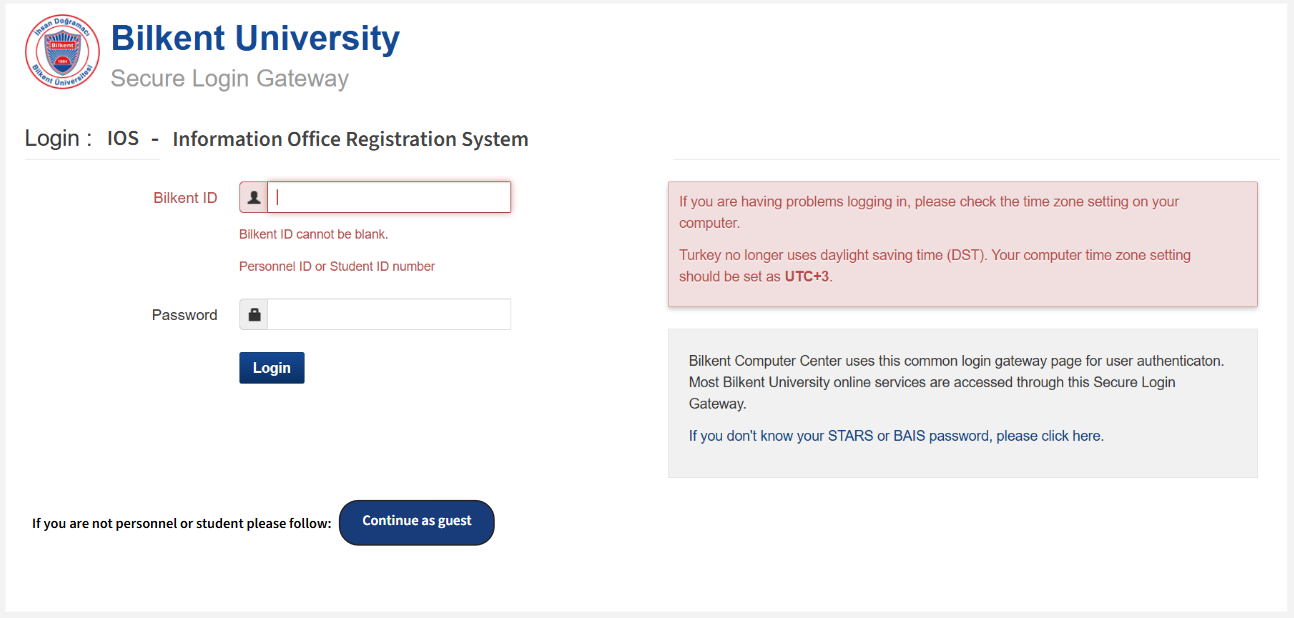 İhsan Doğramacı
Bilkent
1984
Bilkent Üniversitesi
Bilkent University
Secure Login Gateway
Login : IOS - Information Office Registration System
Bilkent ID
Bilkent ID cannot be blank.
Personnel ID or Student ID number
Password
Login
If you are having problems logging in, please check the time zone setting on your
computer.
Turkey no longer uses daylight saving time (DST). Your computer time zone setting
should be set as UTC+3.
Bilkent Computer Center uses this common login gateway page for user authenticaton.
Most Bilkent University online services are accessed through this Secure Login
Gateway.
If you don't know your STARS or BAIS password, please click here.
If you are not personnel or student please follow: Continue as guest